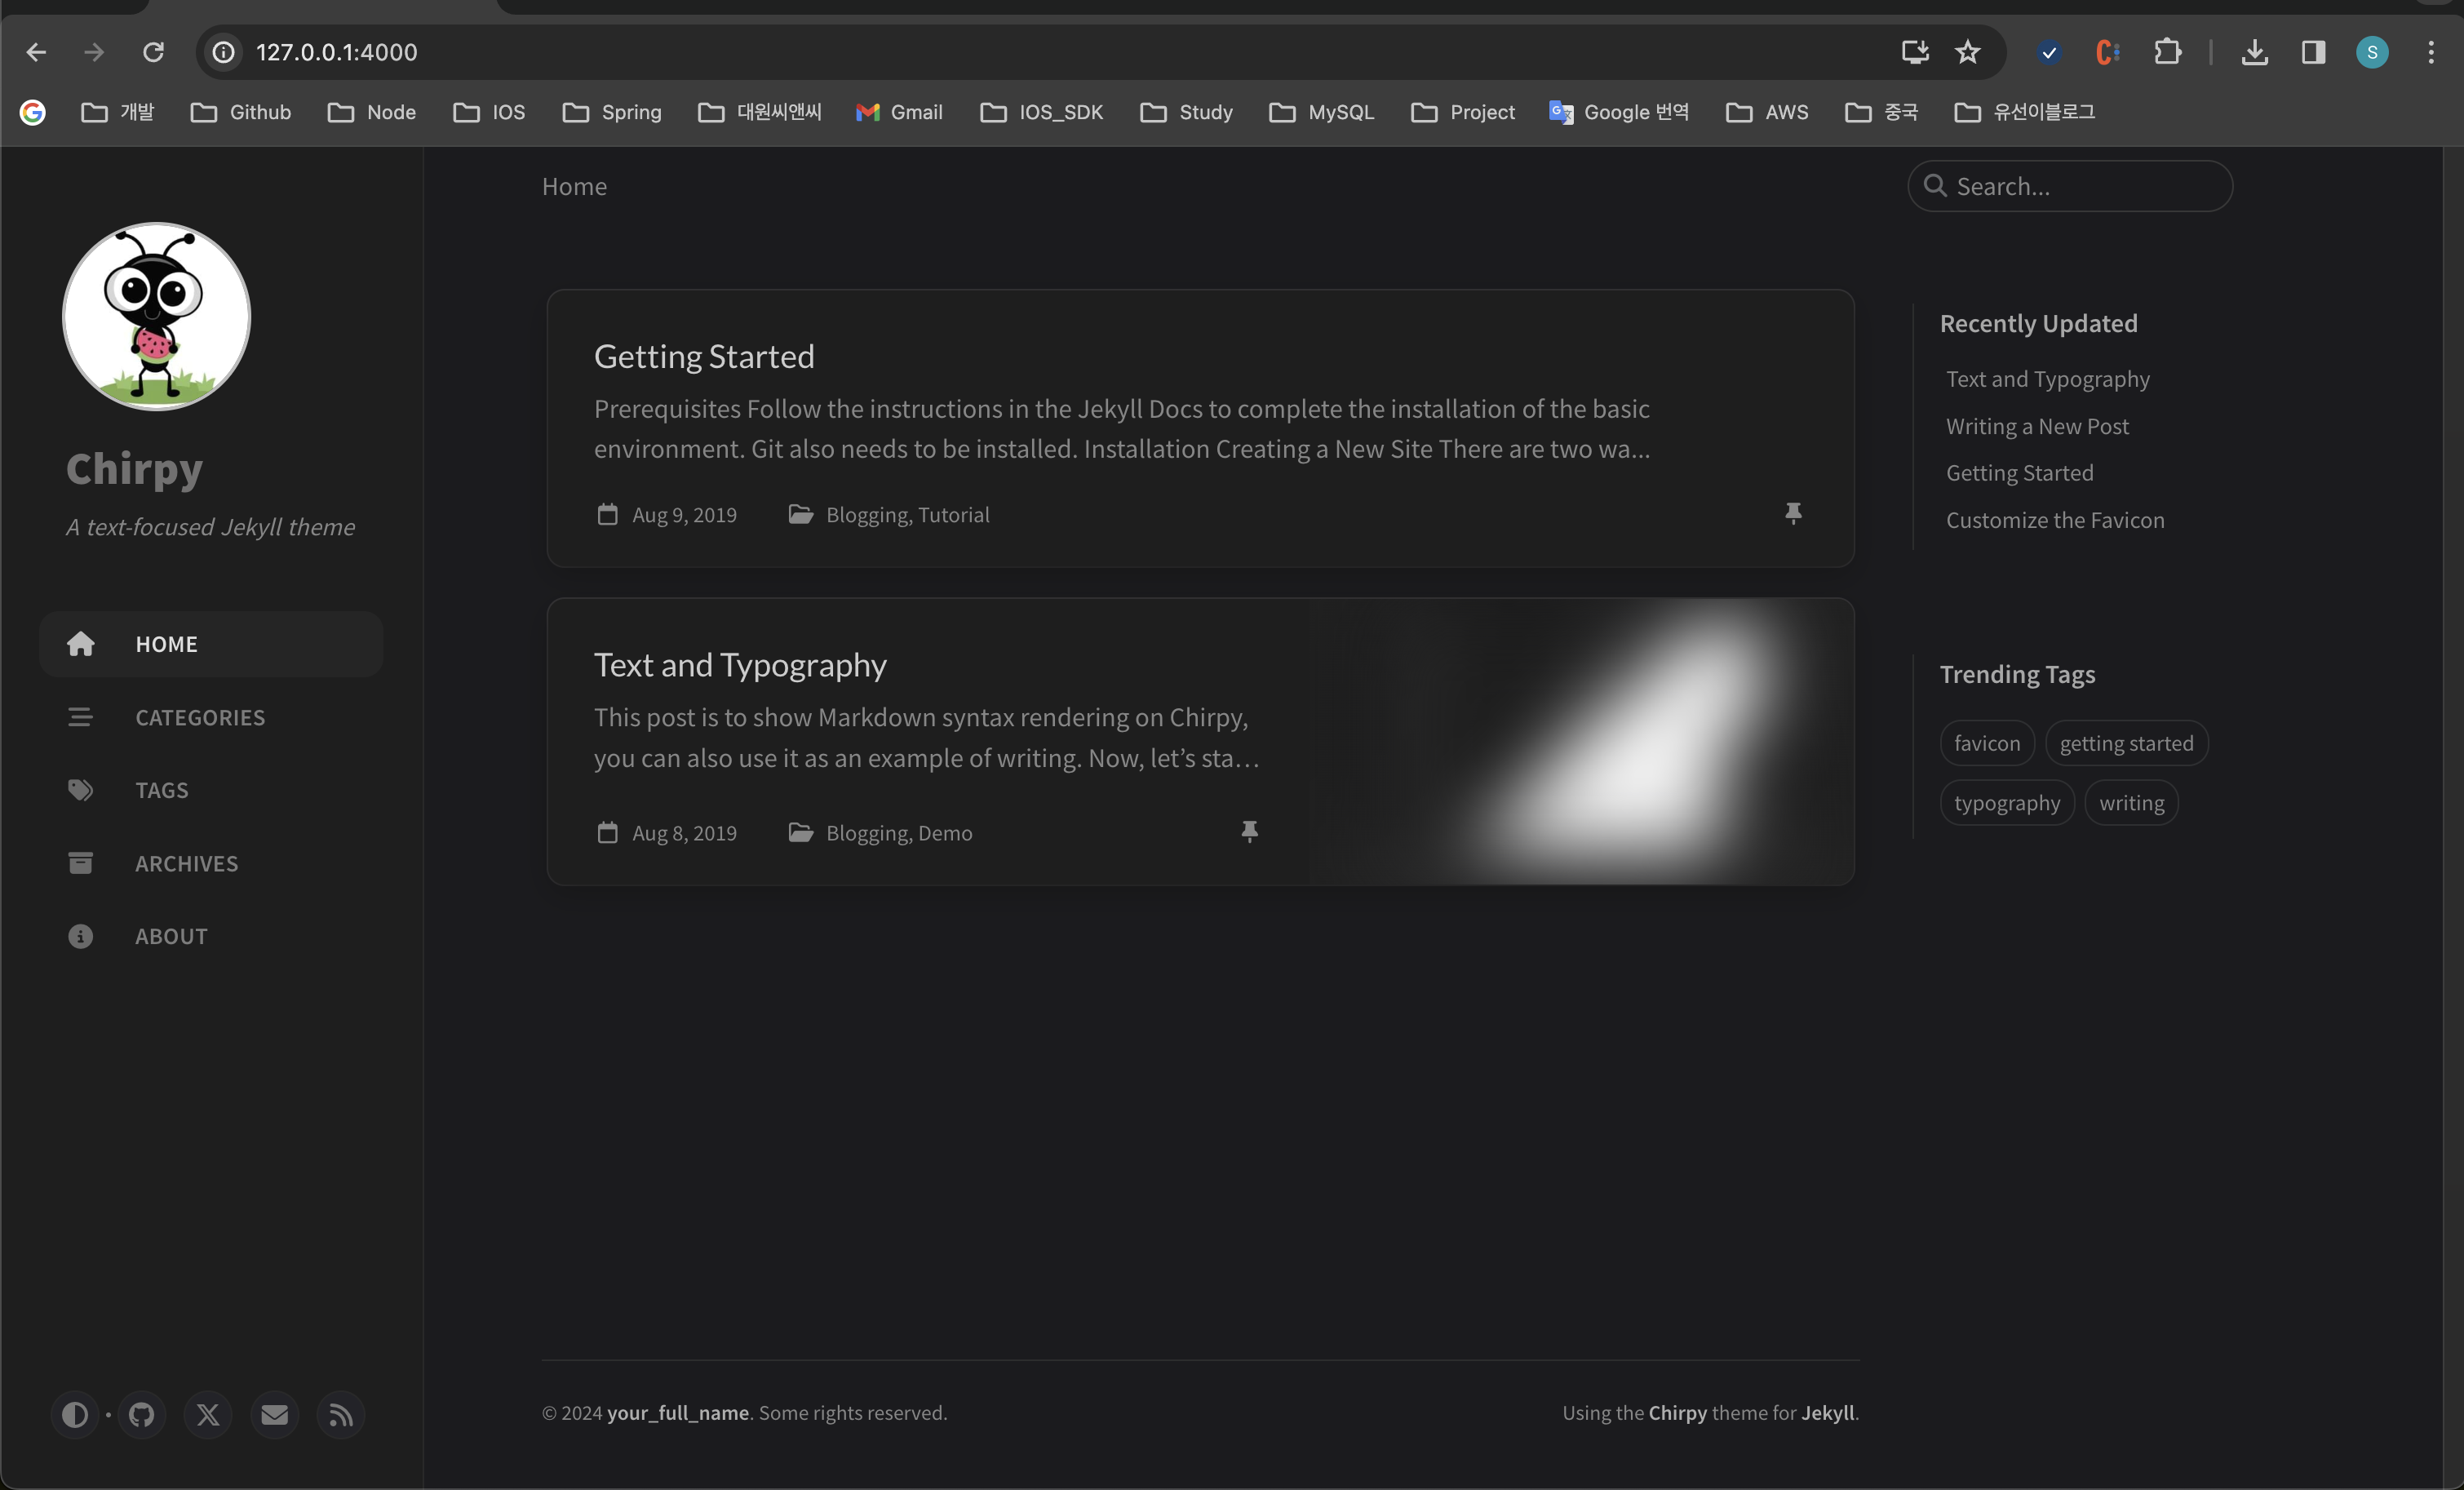 127.0.0.1:4000
S
개발
Github
Node
IOS
Spring
대원씨앤씨
Gmail
IOS_SDK
Study
MySQL
Project
Google 번역
AWS
중국
유선이블로그
Chirpy
A text-focused Jekyll theme
HOME
CATEGORIES
TAGS
ARCHIVES
ABOUT
Home
Search...
Getting Started
Prerequisites Follow the instructions in the Jekyll Docs to complete the installation of the basic
environment. Git also needs to be installed. Installation Creating a New Site There are two wa...
Aug 9, 2019
Blogging, Tutorial
Text and Typography
This post is to show Markdown syntax rendering on Chirpy,
you can also use it as an example of writing. Now, let’s sta...
Aug 8, 2019
Blogging, Demo
Recently Updated
Text and Typography
Writing a New Post
Getting Started
Customize the Favicon
Trending Tags
favicon
getting started
typography
writing
© 2024 your_full_name. Some rights reserved.
Using the Chirpy theme for Jekyll.